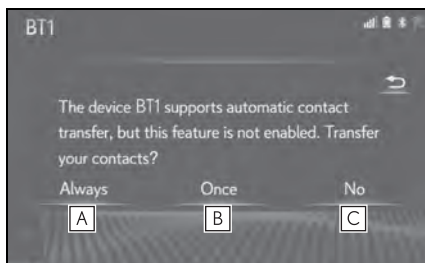 BT1
The device BT1 supports automatic contact
transfer, but this feature is not enabled. Transfer
your contacts?
Always Once No
A B C